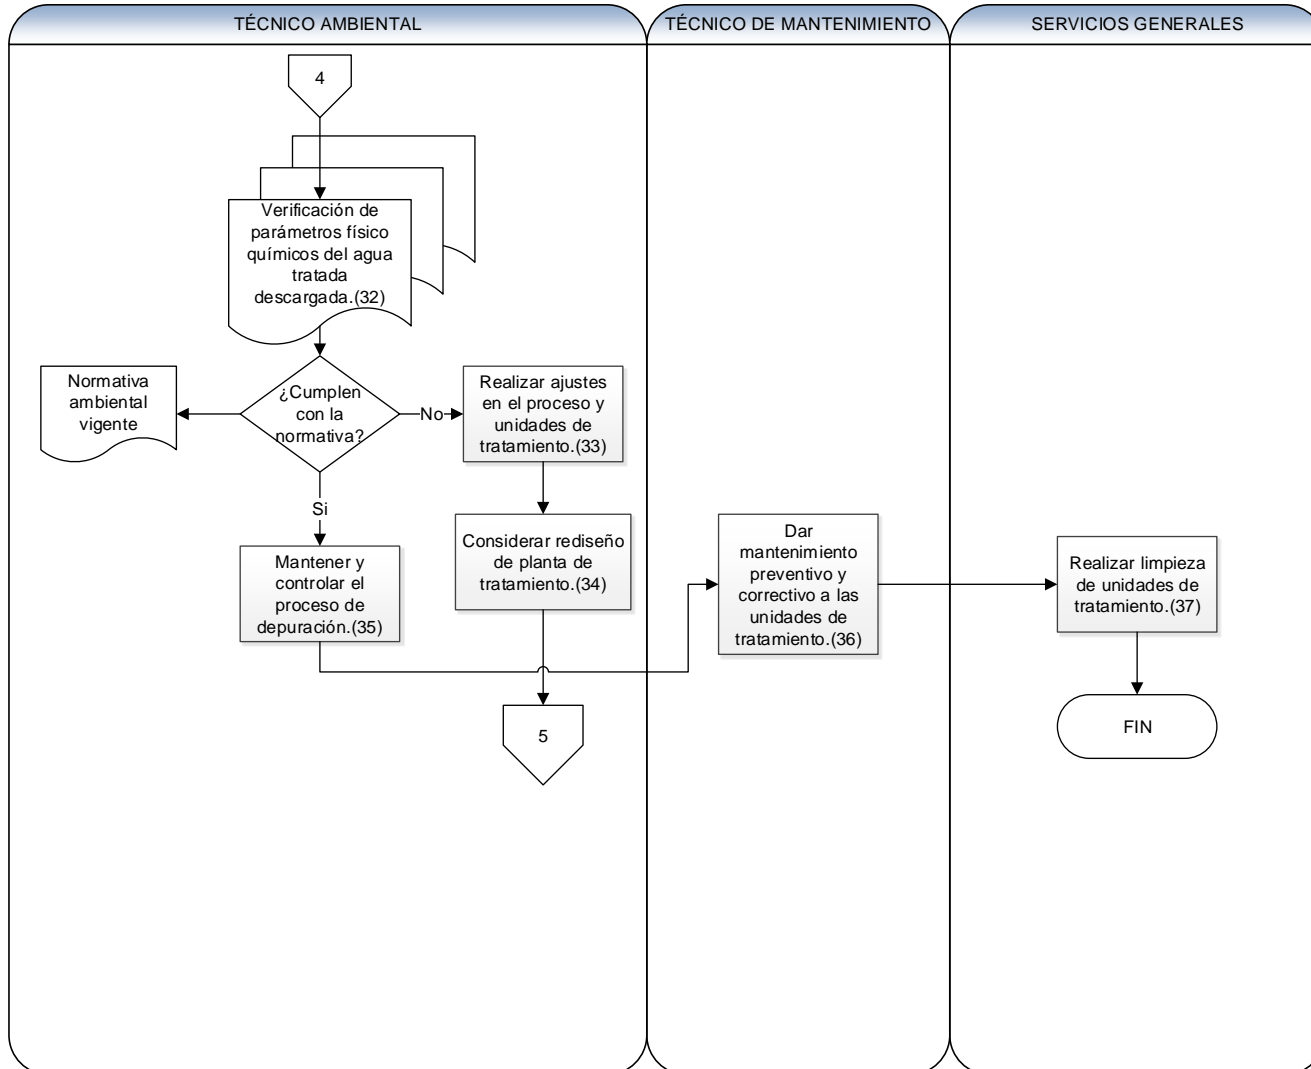 TÉCNICO AMBIENTAL
TÉCNICO DE MANTENIMIENTO
SERVICIOS GENERALES
4
Verificación de
parámetros físico
químicos del agua
tratada
descargada.(32)
Normativa
ambiental
vigente
¿Cumplen
con la
normativa?
No
Realizar ajustes
en el proceso y
unidades de
tratamiento.(33)
Si
Mantener y
controlar el
proceso de
depuración.(35)
Considerar rediseño
de planta de
tratamiento.(34)
Dar
mantenimiento
preventivo y
correctivo a las
unidades de
tratamiento.(36)
Realizar limpieza
de unidades de
tratamiento.(37)
5
FIN